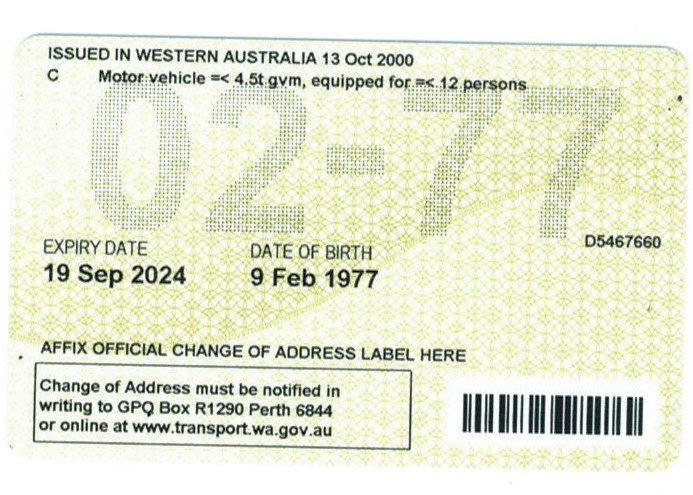 ISSUED IN WESTERN AUSTRALIA 13 Oct 2000
C Motor vehicle =< 4.5t gvm, equipped for =< 12 persons
02-77
D5467660
EXPIRY DATE DATE OF BIRTH
19 Sep 2024 9 Feb 1977
AFFIX OFFICIAL CHANGE OF ADDRESS LABEL HERE
Change of Address must be notified in
writing to GPQ Box R1290 Perth 6844
or online at www.transport.wa.gov.au